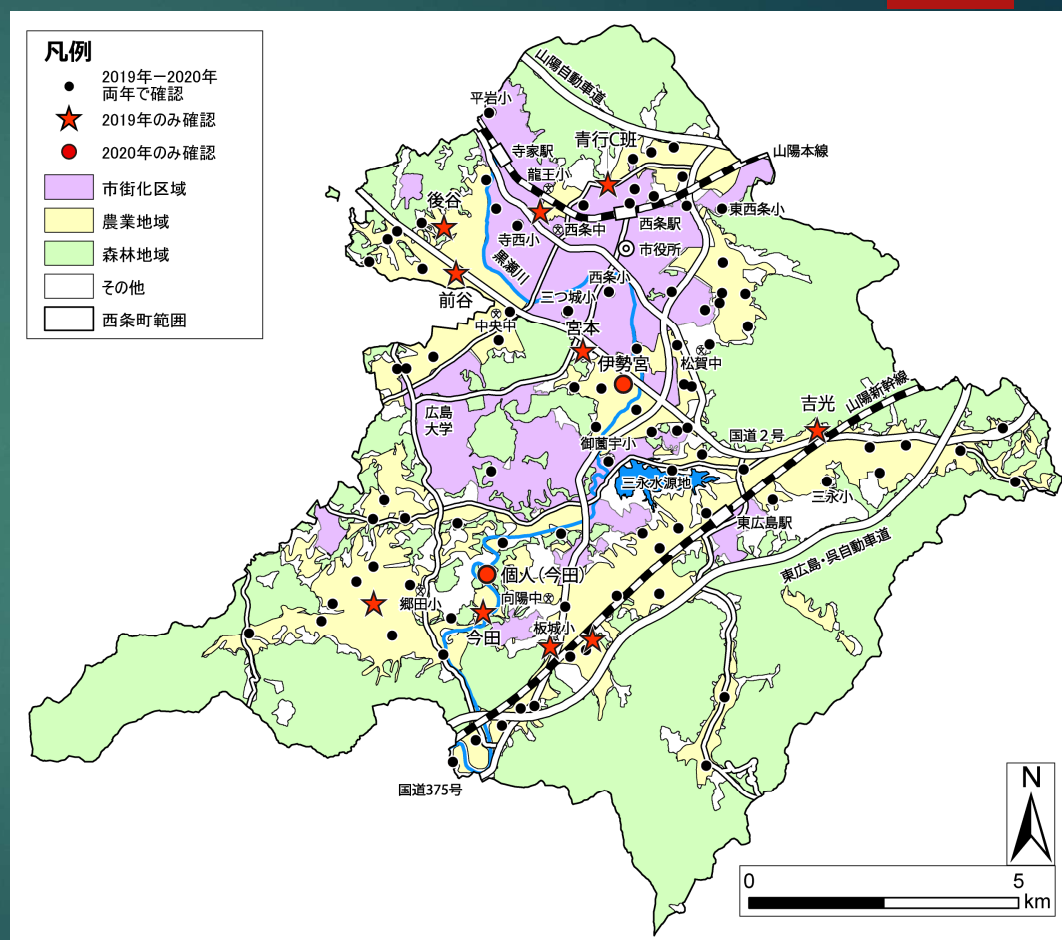 凡例
2019年－2020年
両年で確認
2019年のみ確認
2020年のみ確認
市街化区域
農業地域
森林地域
その他
西条町範囲
山陽自動車道
平岩小
青行C班
寺家駅
山陽本線
龍王小
後谷
西条駅
東西条小
寺西小
西条中
市役所
黒瀬川
西条小
前谷
三つ城小
中央中
宮本
松賀中
伊勢宮
山陽新幹線
吉光
広島
大学
国道2号
御薗宇小
三永水源地
三永小
東広島駅
東広島・呉自動車道
個人(今田)
向陽中
郷田小
今田
板城小
国道375号
N
0
5
km